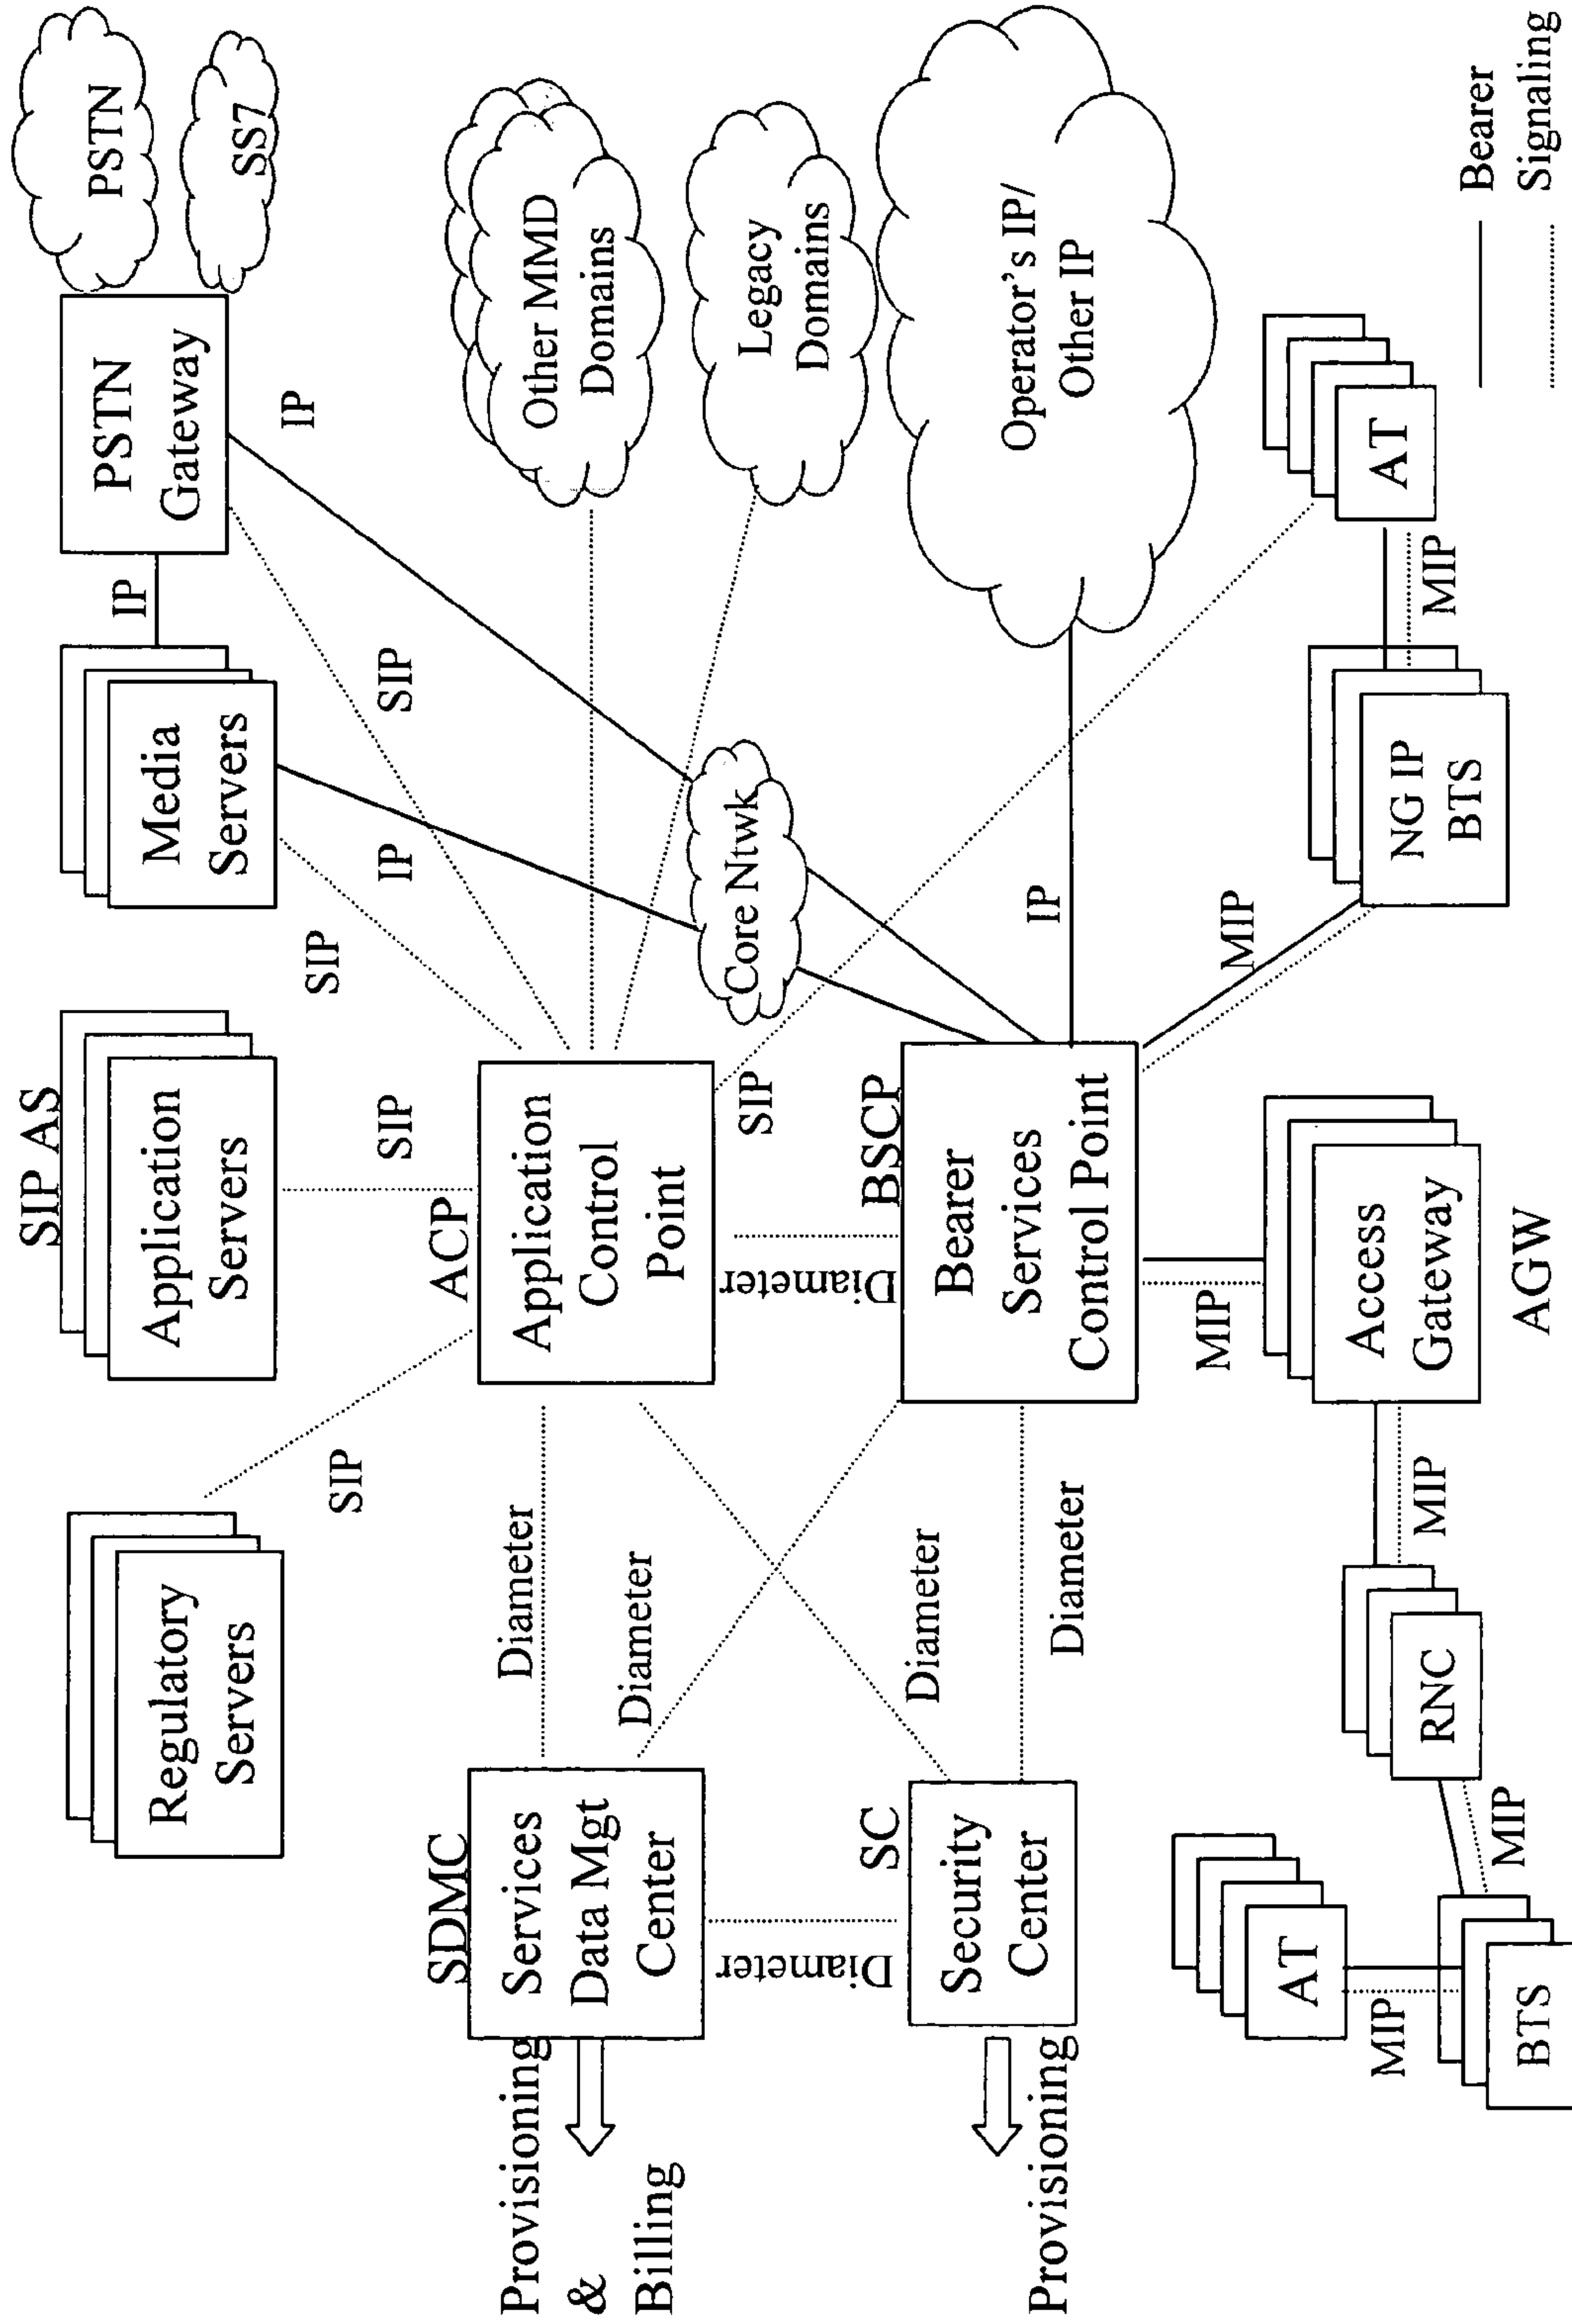 PSTN
SS7
PSTN
Gateway
IP
Media
Servers
IP
SIP
IP
SIP
SIP AS
Application
Servers
SIP
Regulatory
Servers
SIP
Other MMD
Domains
Legacy
Domains
Operator's IP/
Other IP
Core Ntwk
ACP
Application
Control
Point
SIP
Diameter
BSCP
Bearer
Services
Control Point
IP
MIP
SDMC
Services
Data Mgt
Center
Diameter
Diameter
Diameter
Diameter
Diameter
SC
Security
Center
Provisioning
&
Billing
Provisioning
MIP
Access
Gateway
AGW
MIP
RNC
MIP
AT
MIP
BTS
NG IP
BTS
MIP
AT
Bearer
Signaling